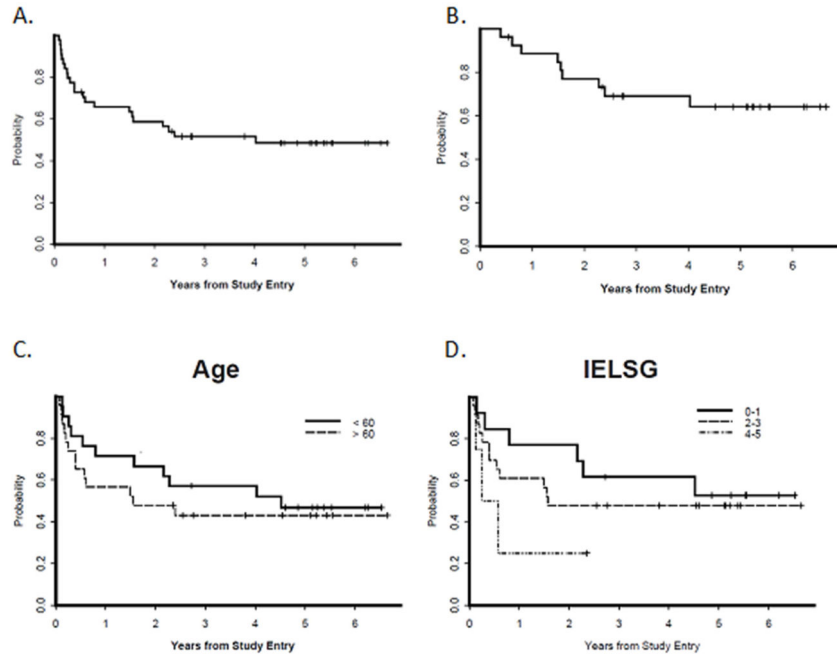 A.
Probability
0.0 0.2 0.4 0.6 0.8
0 1 2 3 4 5 6
Years from Study Entry
B.
Probability
0.0 0.2 0.4 0.6 0.8
0 1 2 3 4 5 6
Years from Study Entry
C.
Age
< 60
> 60
Probability
0.0 0.2 0.4 0.6 0.8
0 1 2 3 4 5 6
Years from Study Entry
D.
IELSG
0-1
2-3
4-5
Probability
0.0 0.2 0.4 0.6 0.8
0 1 2 3 4 5 6
Years from Study Entry